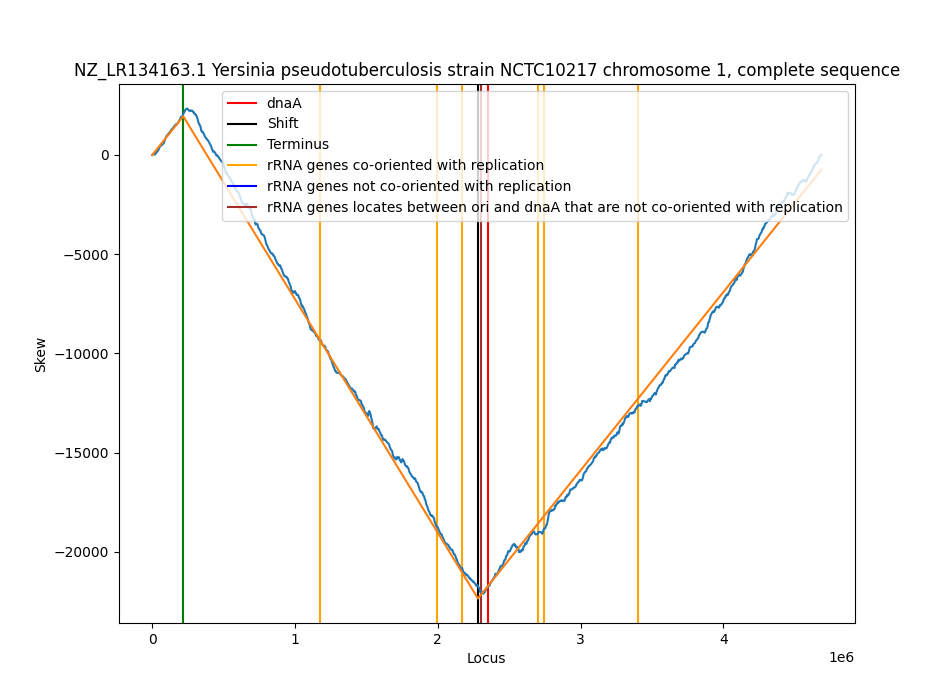 NZ_LR134163.1 Yersinia pseudotuberculosis strain NCTC10217 chromosome 1, complete sequence
dnaA
Shift
Terminus
rRNA genes co-oriented with replication
rRNA genes not co-oriented with replication
rRNA genes locates between ori and dnaA that are not co-oriented with replication
0
−5000
−10000
−15000
−20000
Skew
0 1 2 3 4
1e6
Locus